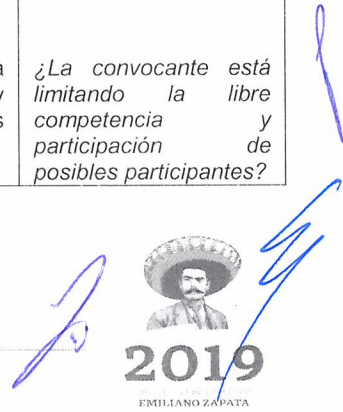 a
y
s
¿La convocante está
limitando la libre
competencia y
participación de
posibles participantes?
2019
EMILIANO ZAPATA